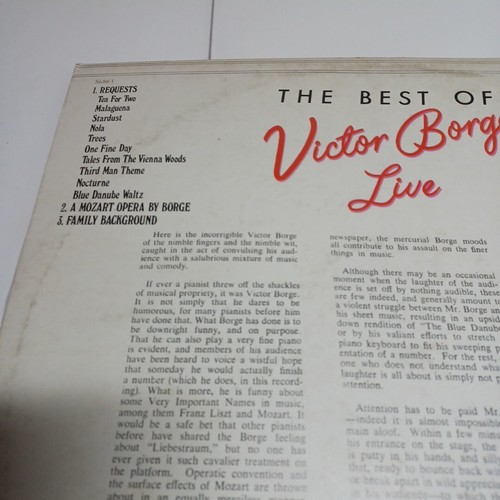 1. REQUESTS
Tea For Two
Malaguena
Stardust
Nola
Trees
One Fine Day
Tales From The Vienna Woods
Third Man Theme
Nocturne
Blue Danube Waltz
2. A MOZART OPERA BY BORGE
3. FAMILY BACKGROUND
THE BEST OF
Victor Borge
Live
Here is the incorrigible Victor Borge
of the nimble fingers and the nimble wit,
caught in the act of convulsing his aud-
ience with a salubrious mixture of music
and comedy.
If ever a pianist threw off the shackles
of musical propriety, it was Victor Borge.
It is not simply that he dares to be
humorous, for many pianists before him
have done that. What Borge has done is to
be downright funny, and on purpose.
That he can also play a very fine piano
is evident, and members of his audience
have been heard to voice a wistful hope
that someday he would actually finish
a number (which he does, in this record-
ing). What is more, he is funny about
some Very Important Names in music,
among them Franz Liszt and Mozart. It
would be a safe bet that other pianists
before have shared the Borge feeling
about "Liebestraum," but no one has
ever given it such cavalier treatment on
the platform. Operatic convention and
the surface effects of Mozart are thrown
about in an equally
newspaper, the mercurial Borge moods
all contribute to his assault on the finer
things in music.
Although there may be an occasional
moment when the laughter of the audi-
ence is set off by nothing audible, these
are few indeed, and generally amount to
a violent struggle between Mr. Borge and
his sheet music, resulting in an upside
down rendition of "The Blue Danube
or by his valiant efforts to stretch
piano keyboard to fit his sweeping p
entation of a number. For the rest,
one who does not understand what
laughter is all about is simply not
attention.
Attention has to be paid Mr.
—indeed it is almost impossible
main aloof. Within a few minu
his entrance on the stage, the
is putty in his hands, and
that, ready to bounce back w
or break apart in wild appreci